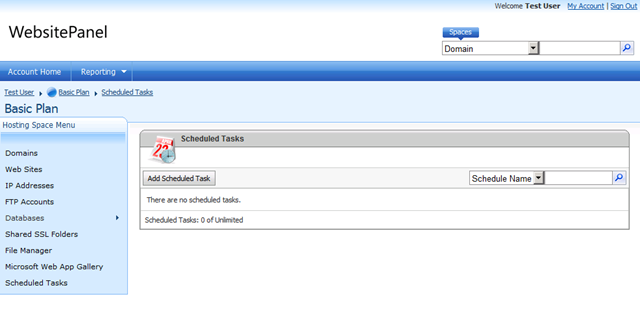 Welcome Test User My Account | Sign Out
WebsitePanel
Spaces
Domain
Account Home Reporting
Test User Basic Plan Scheduled Tasks
Basic Plan
Hosting Space Menu
Domains
Web Sites
IP Addresses
FTP Accounts
Databases
Shared SSL Folders
File Manager
Microsoft Web App Gallery
Scheduled Tasks
Scheduled Tasks
Add Scheduled Task Schedule Name
There are no scheduled tasks.
Scheduled Tasks: 0 of Unlimited